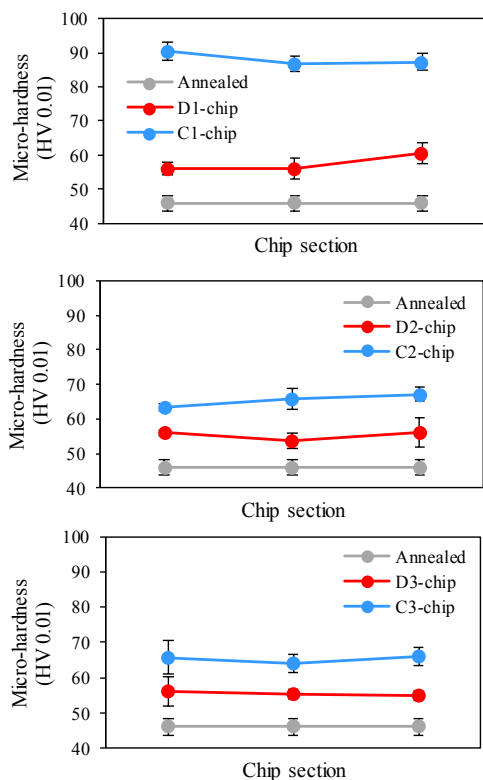 100
90
80
70
60
50
40
Micro-hardness
(HV 0.01)
Annealed
D1-chip
C1-chip
Chip section
100
90
80
70
60
50
40
Micro-hardness
(HV 0.01)
Annealed
D2-chip
C2-chip
Chip section
100
90
80
70
60
50
40
Micro-hardness
(HV 0.01)
Annealed
D3-chip
C3-chip
Chip section